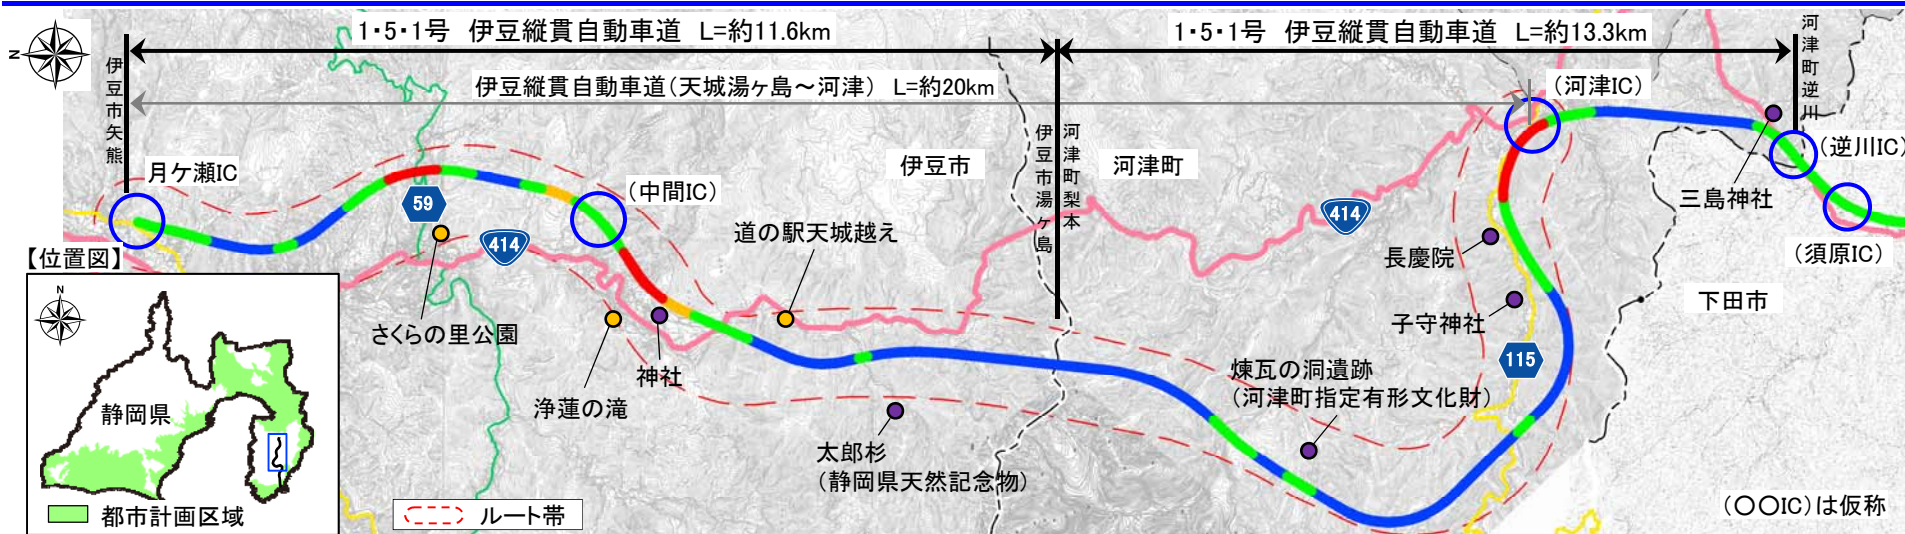 1・5・1号 伊豆縦貫自動車道 L=約11.6km
1・5・1号 伊豆縦貫自動車道 L=約13.3km
伊豆縦貫自動車道(天城湯ヶ島～河津) L=約20km
N
伊豆市矢熊
河津町逆川
月ケ瀬IC
(中間IC)
伊豆市
伊豆市湯ヶ島
河津町梨本
河津町
(河津IC)
(逆川IC)
三島神社
(須原IC)
下田市
59
414
414
115
道の駅天城越え
長慶院
子守神社
さくらの里公園
神社
浄蓮の滝
太郎杉
(静岡県天然記念物)
煉瓦の洞遺跡
(河津町指定有形文化財)
【位置図】
N
静岡県
都市計画区域
ルート帯
(○○IC)は仮称